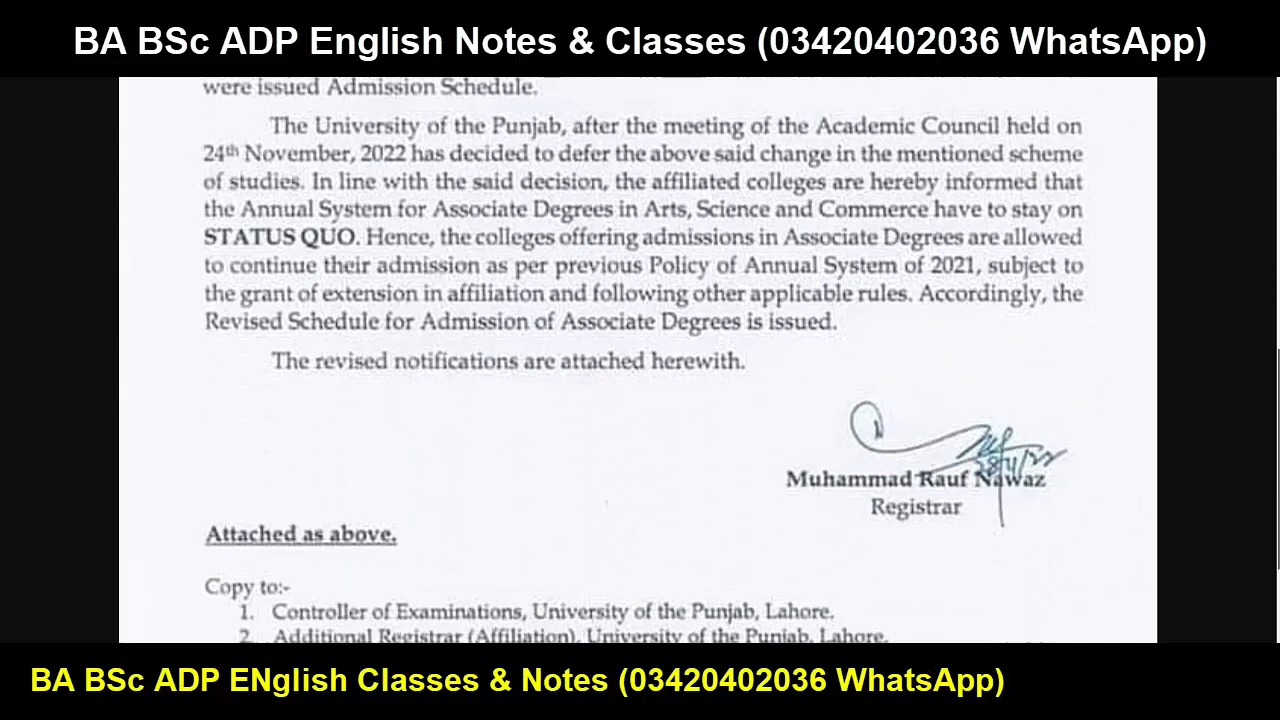 BA BSc ADP English Notes & Classes (03420402036 WhatsApp)
were issued Admission Schedule.
The University of the Punjab, after the meeting of the Academic Council held on
24th November, 2022 has decided to defer the above said change in the mentioned scheme
of studies. In line with the said decision, the affiliated colleges are hereby informed that
the Annual System for Associate Degrees in Arts, Science and Commerce have to stay on
STATUS QUO. Hence, the colleges offering admissions in Associate Degrees are allowed
to continue their admission as per previous Policy of Annual System of 2021, subject to
the grant of extension in affiliation and following other applicable rules. Accordingly, the
Revised Schedule for Admission of Associate Degrees is issued.
The revised notifications are attached herewith.
28/11/22
Muhammad Rauf Nawaz
Registrar
Attached as above.
Copy to:-
1. Controller of Examinations, University of the Punjab, Lahore.
2. Additional Registrar (Affiliation), University of the Punjab, Lahore.
BA BSc ADP ENglish Classes & Notes (03420402036 WhatsApp)